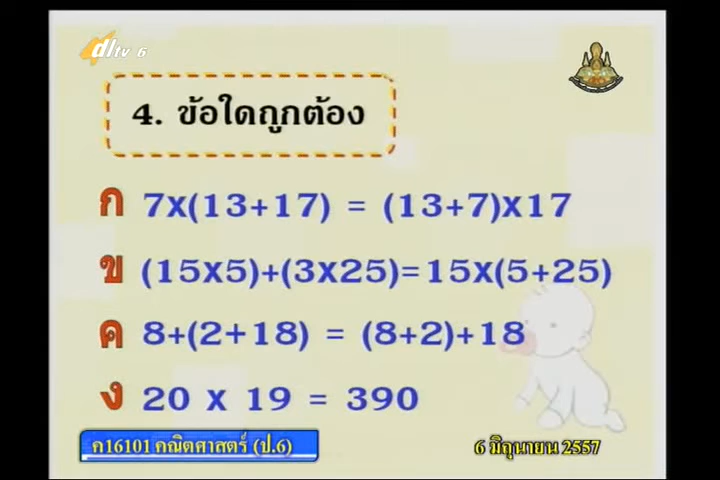 dltv 6
4. ข้อใดถูกต้อง
ก 7x(13+17) = (13+7)x17
ข (15x5)+(3x25)=15x(5+25)
ค 8+(2+18) = (8+2)+18
ง 20 x 19 = 390
ค16101 คณิตศาสตร์ (ป.6)
6 มิถุนายน 2557